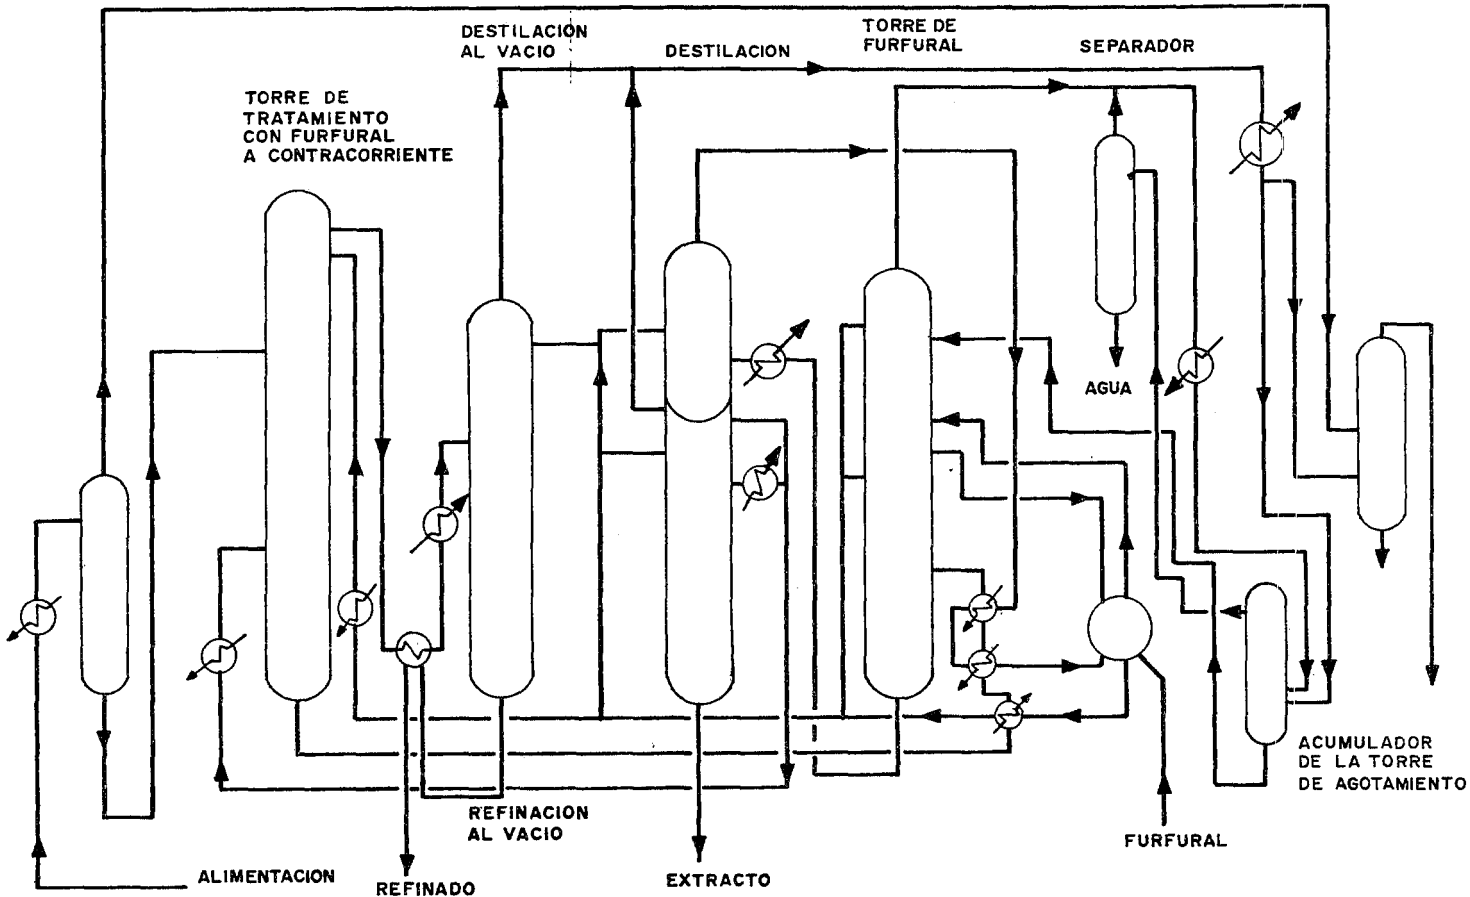 DESTILACION
AL VACIO
DESTILACION
TORRE DE
FURFURAL
SEPARADOR
TORRE DE
TRATAMIENTO
CON FURFURAL
A CONTRACORRIENTE
AGUA
ACUMULADOR
DE LA TORRE
DE AGOTAMIENTO
REFINACION
AL VACIO
FURFURAL
ALIMENTACION
REFINADO
EXTRACTO